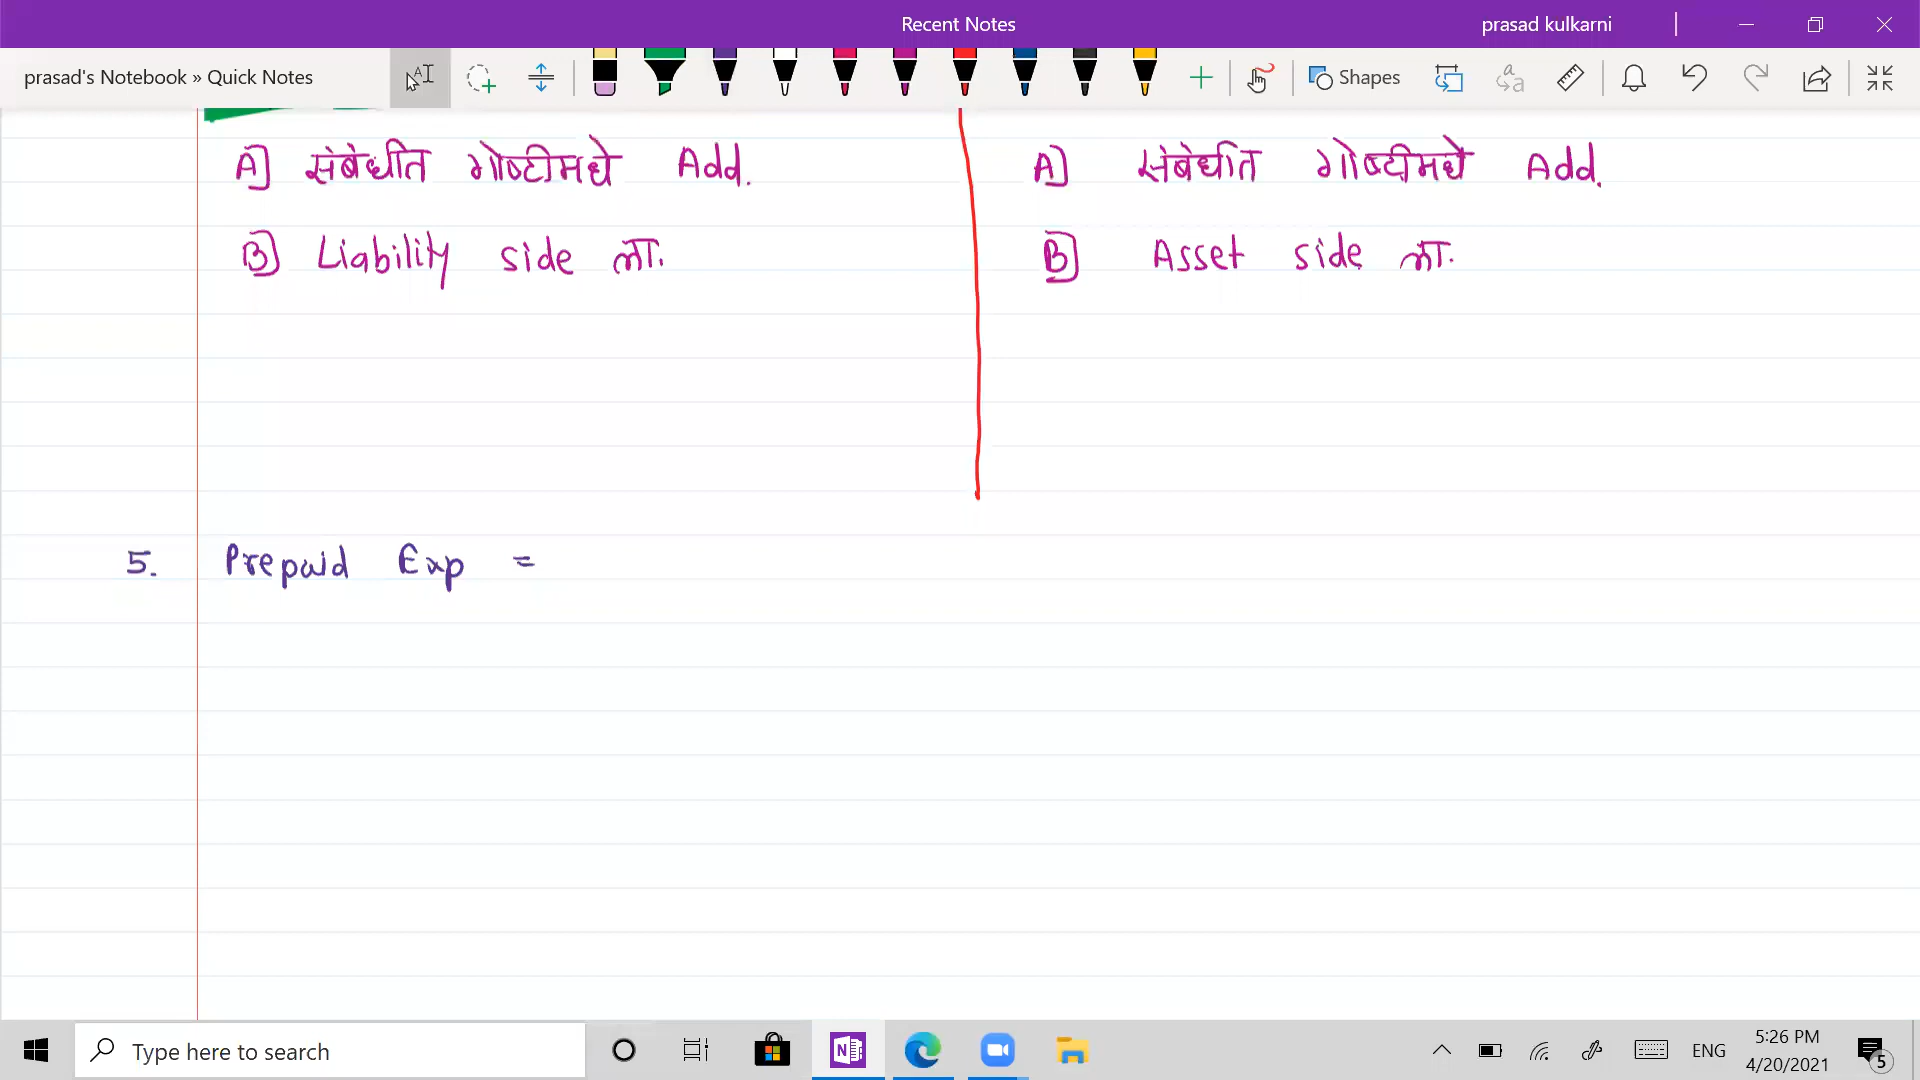 Recent Notes
prasad kulkarni
prasad's Notebook » Quick Notes
Shapes
A] संबंधीत गोष्टीमधे Add.
A] संबंधीत गोष्टीमधे Add.
B] Liability side ला.
B] Asset side ला.
5. Prepaid Exp =
Type here to search
ENG
5:26 PM
4/20/2021
5